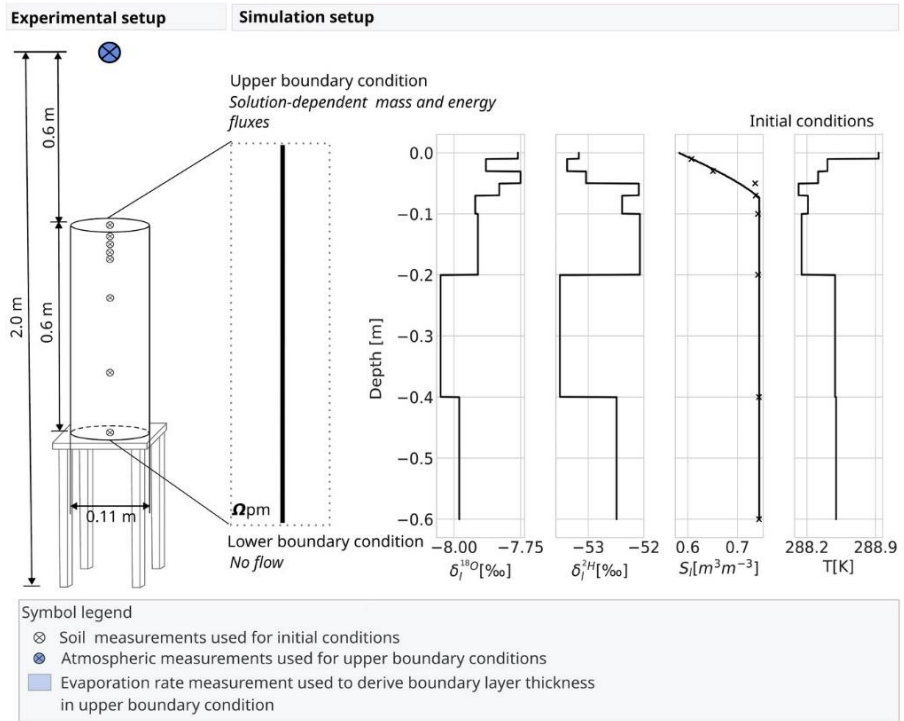 Experimental setup
Simulation setup
Upper boundary condition
Solution-dependent mass and energy
fluxes
Initial conditions
0.6 m
0.6 m
2.0 m
0.11 m
Ωpm
Lower boundary condition
No flow
Depth [m]
0.0
−0.1
−0.2
−0.3
−0.4
−0.5
−0.6
−8.00 −7.75
δl18O[‰]
−53 −52
δl2H[‰]
0.6 0.7
Sl[m3m−3]
288.2 288.9
T[K]
Symbol legend
Soil measurements used for initial conditions
Atmospheric measurements used for upper boundary conditions
Evaporation rate measurement used to derive boundary layer thickness
in upper boundary condition